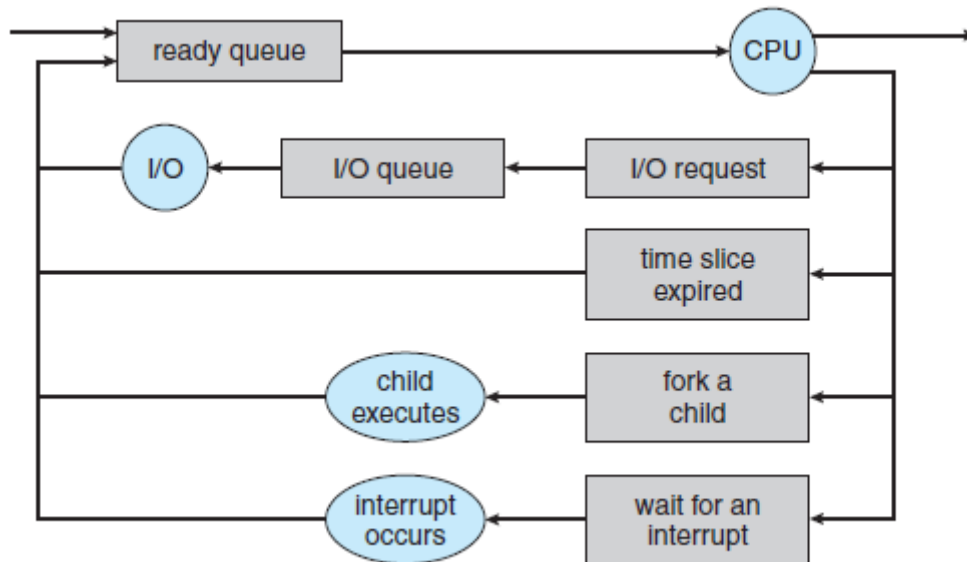 ready queue
CPU
I/O
I/O queue
I/O request
time slice
expired
child
executes
fork a
child
interrupt
occurs
wait for an
interrupt